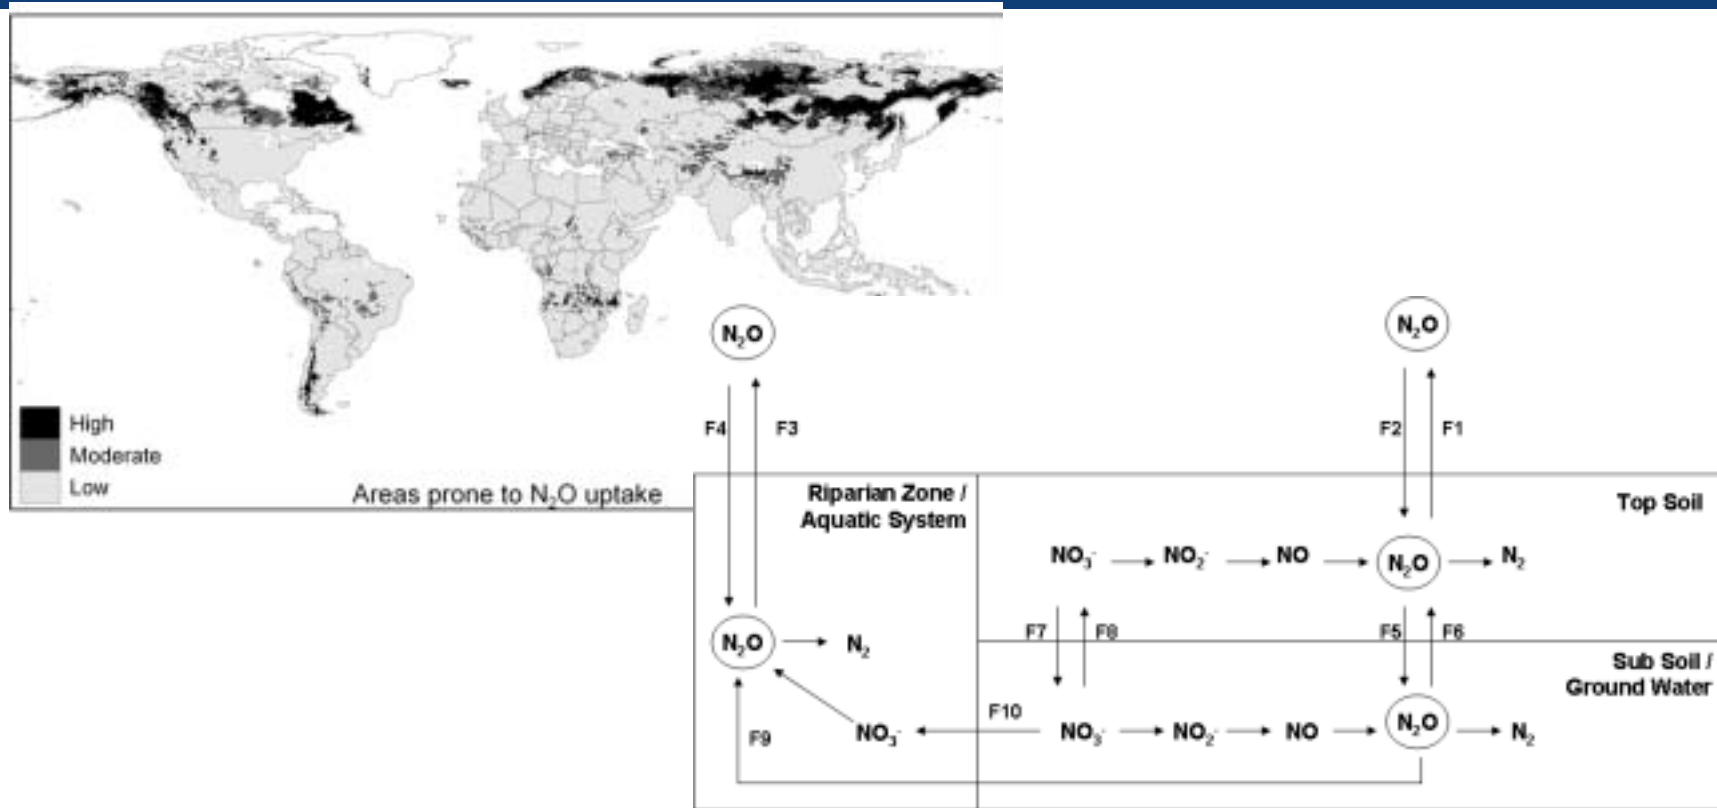 High
Moderate
Low
Areas prone to N₂O uptake
N₂O
N₂O
F4
F3
F2
F1
Riparian Zone /
Aquatic System
Top Soil
NO₃⁻
NO₂⁻
NO
N₂O
N₂
F7
F8
F5
F6
N₂O
N₂
Sub Soil /
Ground Water
F10
F9
NO₃⁻
NO₃⁻
NO₂⁻
NO
N₂O
N₂